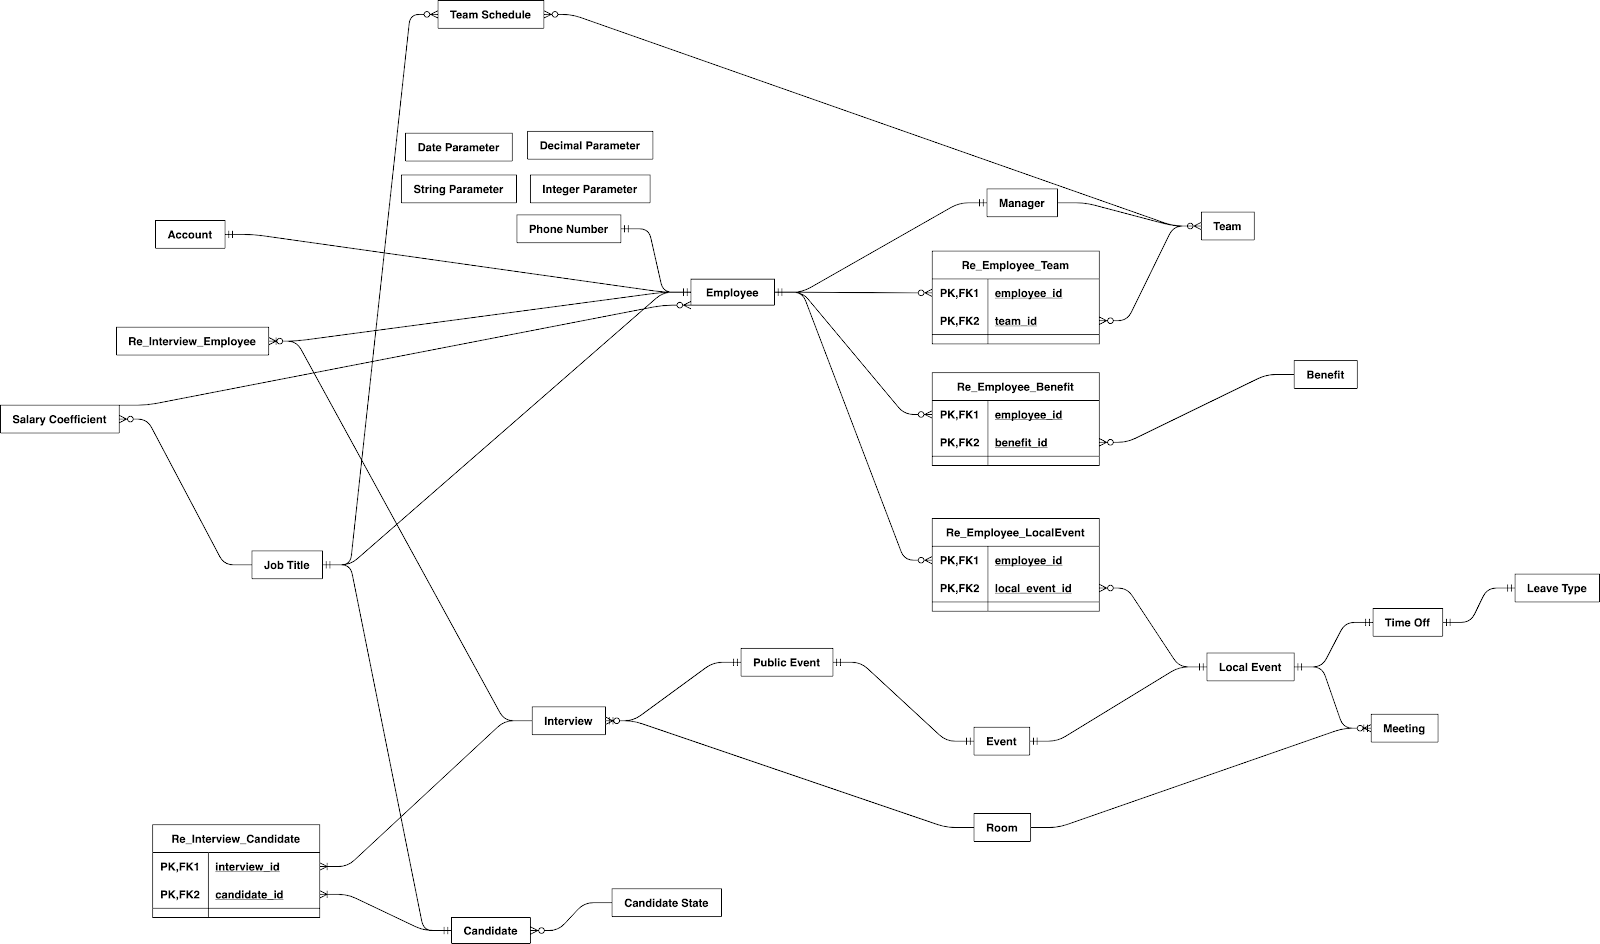 Team Schedule
Date Parameter
Decimal Parameter
String Parameter
Integer Parameter
Manager
Phone Number
Team
Account
Re_Employee_Team
PK,FK1 employee_id
PK,FK2 team_id
Employee
Re_Interview_Employee
Benefit
Re_Employee_Benefit
PK,FK1 employee_id
PK,FK2 benefit_id
Salary Coefficient
Re_Employee_LocalEvent
PK,FK1 employee_id
PK,FK2 local_event_id
Job Title
Leave Type
Time Off
Public Event
Local Event
Interview
Event
Meeting
Room
Re_Interview_Candidate
PK,FK1 interview_id
PK,FK2 candidate_id
Candidate State
Candidate